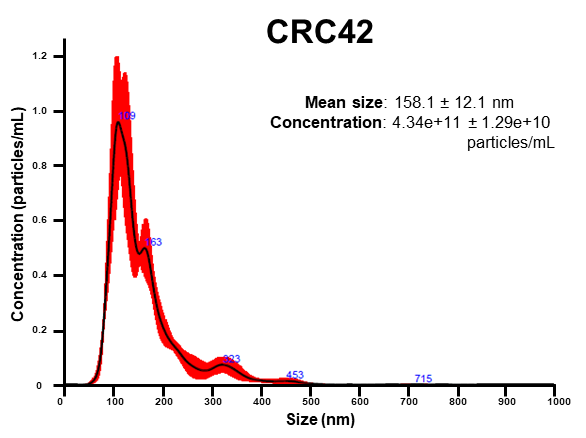 CRC42
Mean size: 158.1 ± 12.1 nm
Concentration: 4.34e+11 ± 1.29e+10
particles/mL
Concentration (particles/mL)
1.2
1.0
0.8
0.6
0.4
0.2
0
109
163
323
453
715
0 100 200 300 400 500 600 700 800 900 1000
Size (nm)